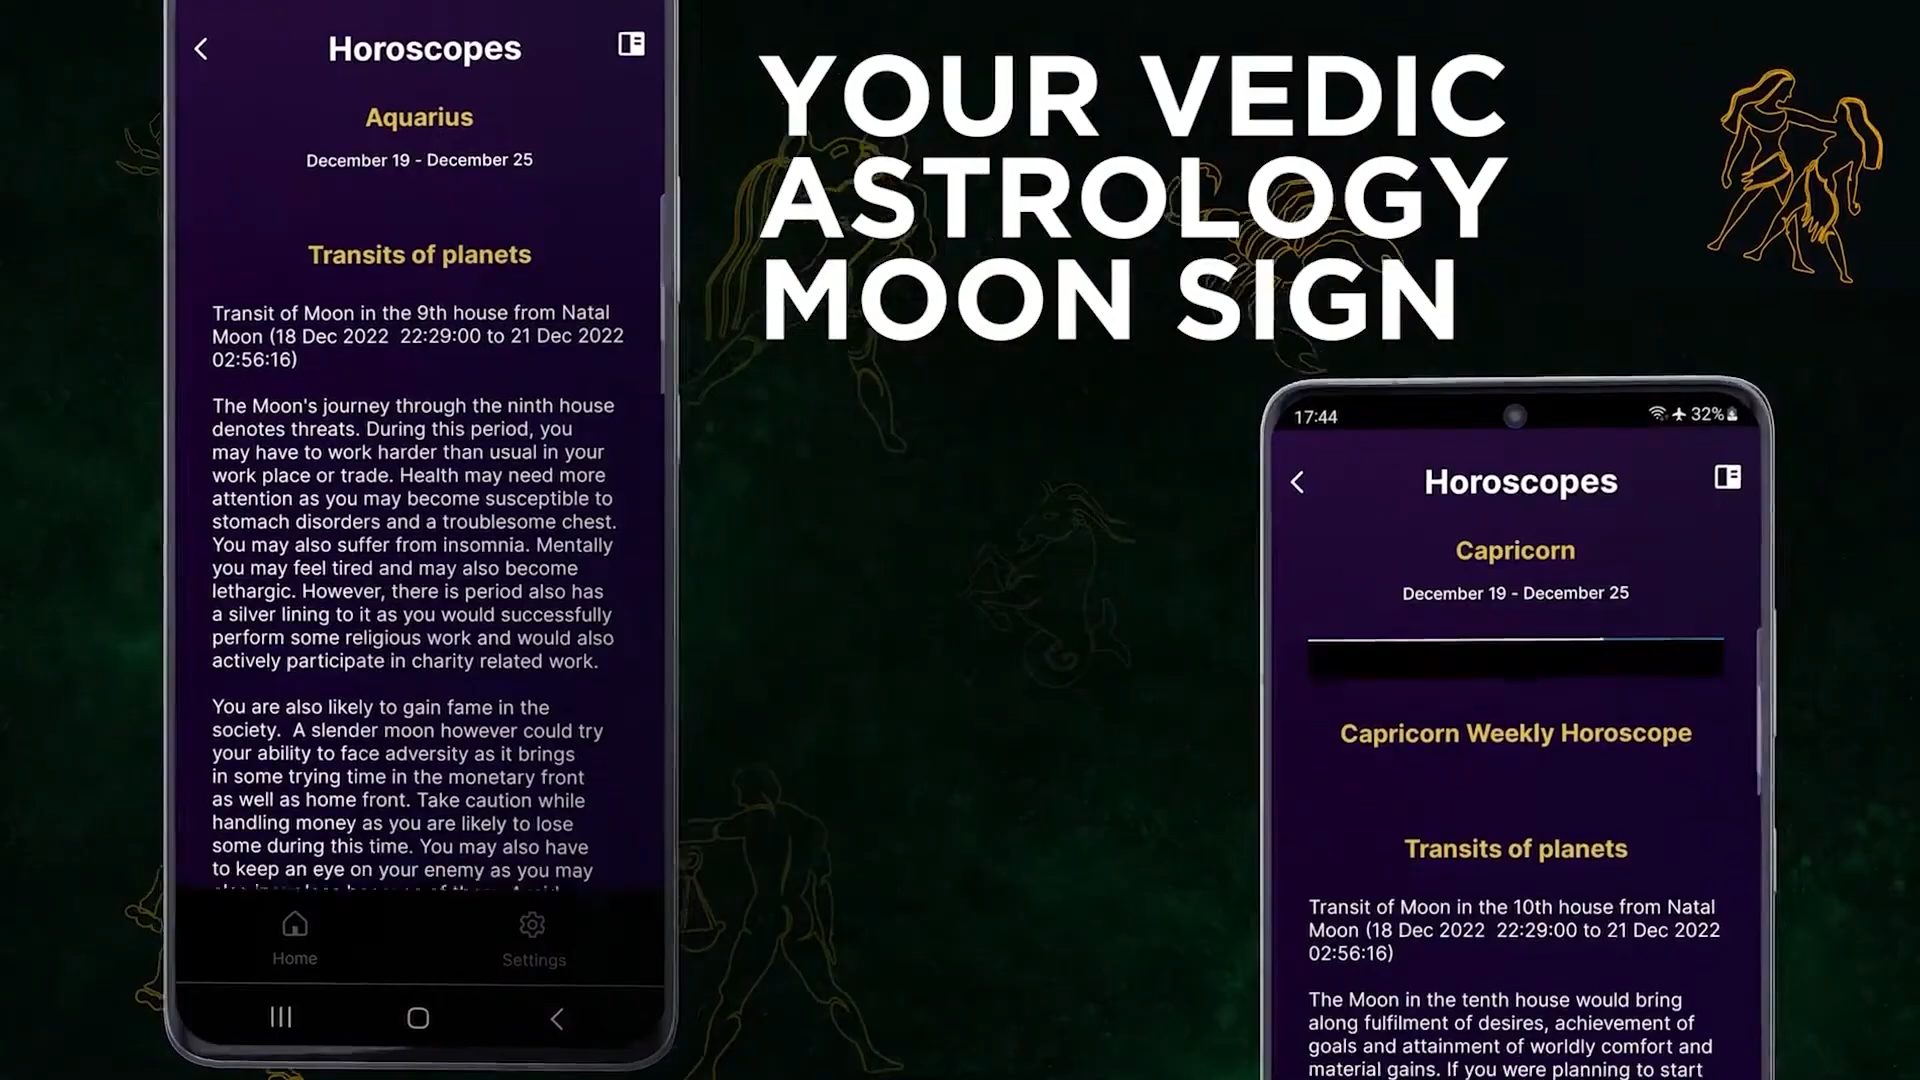 Horoscopes
Aquarius
December 19 - December 25
Transits of planets
Transit of Moon in the 9th house from Natal
Moon (18 Dec 2022  22:29:00 to 21 Dec 2022
02:56:16)
The Moon's journey through the ninth house
denotes threats. During this period, you
may have to work harder than usual in your
work place or trade. Health may need more
attention as you may become susceptible to
stomach disorders and a troublesome chest.
You may also suffer from insomnia. Mentally
you may feel tired and may also become
lethargic. However, there is period also has
a silver lining to it as you would successfully
perform some religious work and would also
actively participate in charity related work.
You are also likely to gain fame in the
society.  A slender moon however could try
your ability to face adversity as it brings
in some trying time in the monetary front
as well as home front. Take caution while
handling money as you are likely to lose
some during this time. You may also have
to keep an eye on your enemy as you may
Home
Settings
YOUR VEDIC
ASTROLOGY
MOON SIGN
17:44
32%
Horoscopes
Capricorn
December 19 - December 25
Capricorn Weekly Horoscope
Transits of planets
Transit of Moon in the 10th house from Natal
Moon (18 Dec 2022  22:29:00 to 21 Dec 2022
02:56:16)
The Moon in the tenth house would bring
along fulfilment of desires, achievement of
goals and attainment of worldly comfort and
material gains. If you were planning to start